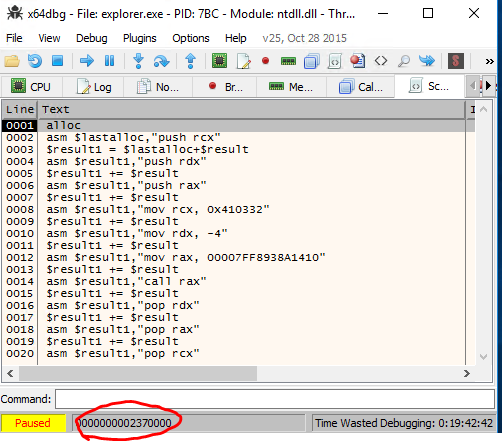 x64dbg - File: explorer.exe - PID: 7BC - Module: ntdll.dll - Thr...
File View Debug Plugins Options Help v25, Oct 28 2015
CPU Log No... Br... Me... Cal... Sc...
Line Text I
0001 alloc
0002 asm $lastalloc,"push rcx"
0003 $result1 = $lastalloc+$result
0004 asm $result1,"push rdx"
0005 $result1 += $result
0006 asm $result1,"push rax"
0007 $result1 += $result
0008 asm $result1,"mov rcx, 0x410332"
0009 $result1 += $result
0010 asm $result1,"mov rdx, -4"
0011 $result1 += $result
0012 asm $result1,"mov rax, 00007FF8938A1410"
0013 $result1 += $result
0014 asm $result1,"call rax"
0015 $result1 += $result
0016 asm $result1,"pop rdx"
0017 $result1 += $result
0018 asm $result1,"pop rax"
0019 $result1 += $result
0020 asm $result1,"pop rcx"
Command:
Paused 0000000002370000 Time Wasted Debugging: 0:19:42:42